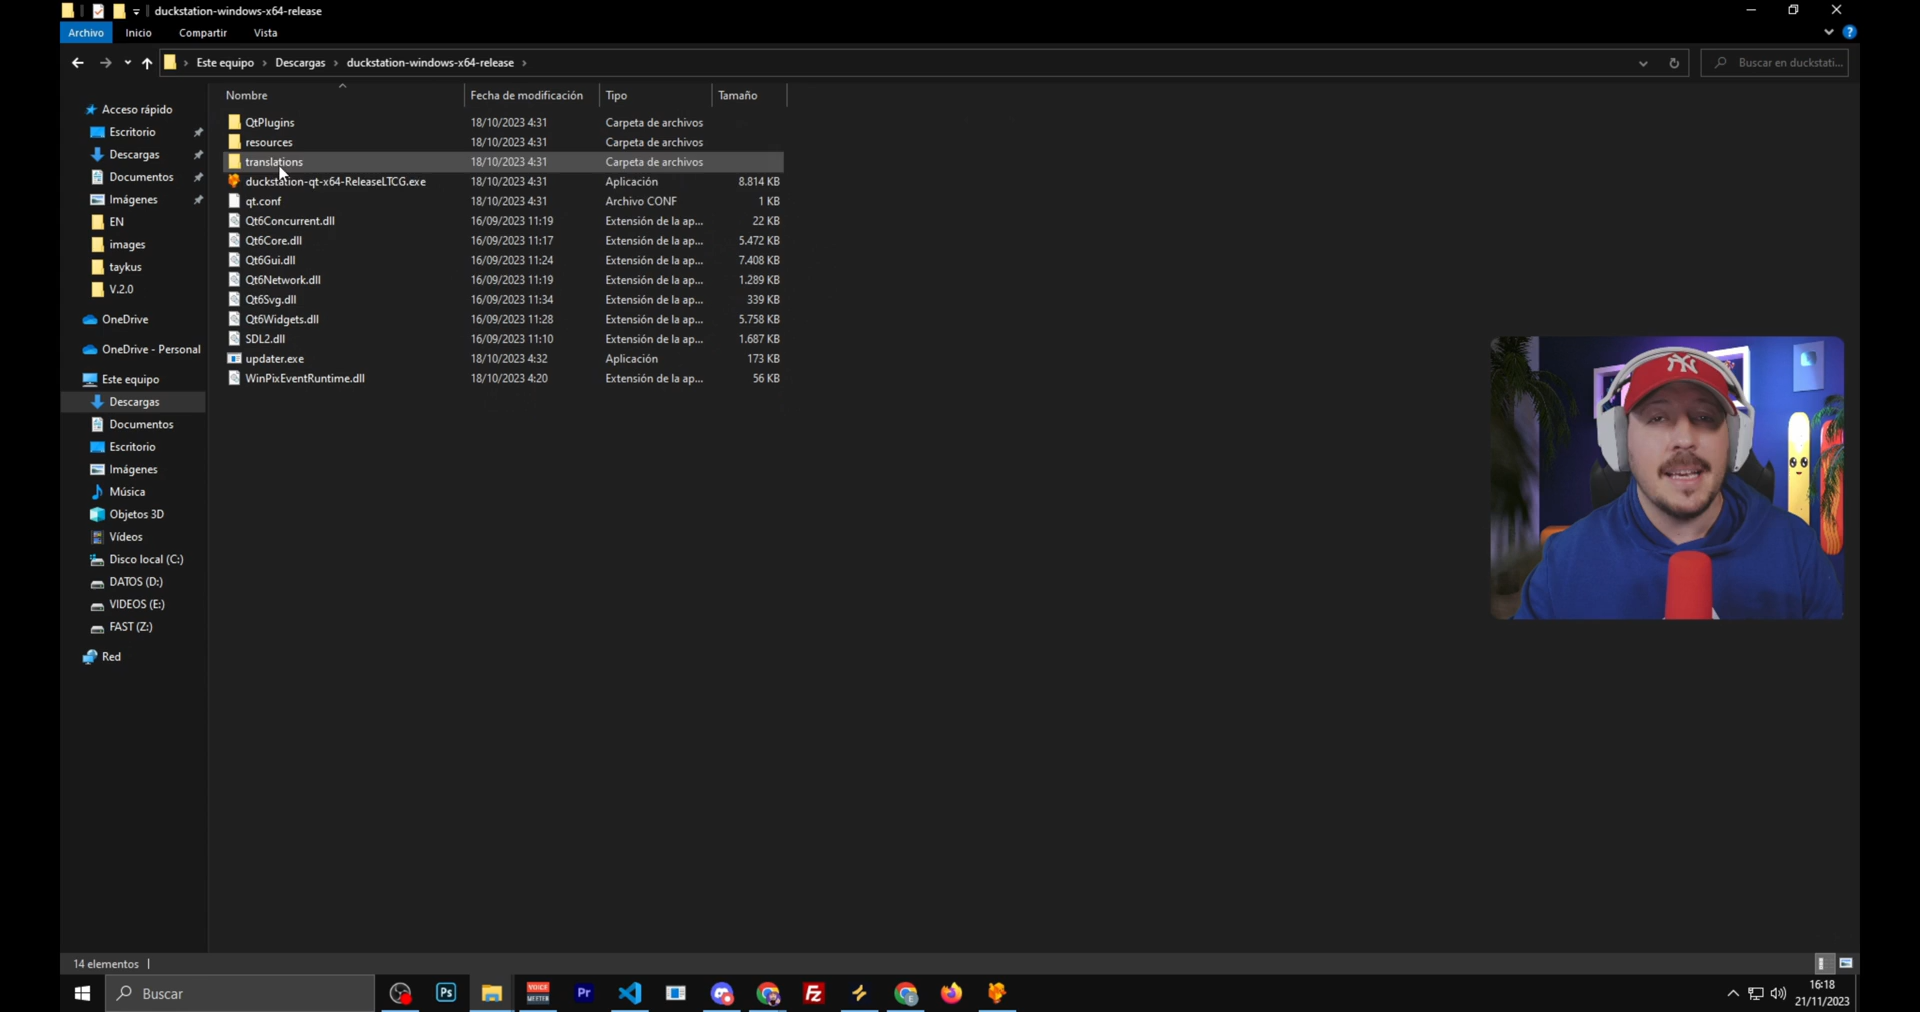 duckstation-windows-x64-release
Archivo Inicio Compartir Vista
Este equipo > Descargas > duckstation-windows-x64-release >
Buscar en duckstati...
Nombre Fecha de modificación Tipo Tamaño
QtPlugins 18/10/2023 4:31 Carpeta de archivos
resources 18/10/2023 4:31 Carpeta de archivos
translations 18/10/2023 4:31 Carpeta de archivos
duckstation-qt-x64-ReleaseLTCG.exe 18/10/2023 4:31 Aplicación 8.814 KB
qt.conf 18/10/2023 4:31 Archivo CONF 1 KB
Qt6Concurrent.dll 16/09/2023 11:19 Extensión de la ap... 22 KB
Qt6Core.dll 16/09/2023 11:17 Extensión de la ap... 5.472 KB
Qt6Gui.dll 16/09/2023 11:24 Extensión de la ap... 7.408 KB
Qt6Network.dll 16/09/2023 11:19 Extensión de la ap... 1.289 KB
Qt6Svg.dll 16/09/2023 11:34 Extensión de la ap... 339 KB
Qt6Widgets.dll 16/09/2023 11:28 Extensión de la ap... 5.758 KB
SDL2.dll 16/09/2023 11:10 Extensión de la ap... 1.687 KB
updater.exe 18/10/2023 4:32 Aplicación 173 KB
WinPixEventRuntime.dll 18/10/2023 4:20 Extensión de la ap... 56 KB
Acceso rápido
Escritorio
Descargas
Documentos
Imágenes
EN
images
taykus
V.2.0
OneDrive
OneDrive - Personal
Este equipo
Descargas
Documentos
Escritorio
Imágenes
Música
Objetos 3D
Vídeos
Disco local (C:)
DATOS (D:)
VIDEOS (E:)
FAST (Z:)
Red
NY
14 elementos
Buscar
Ps
VOICE
MEETER
Pr
Fz
E
16:18
21/11/2023